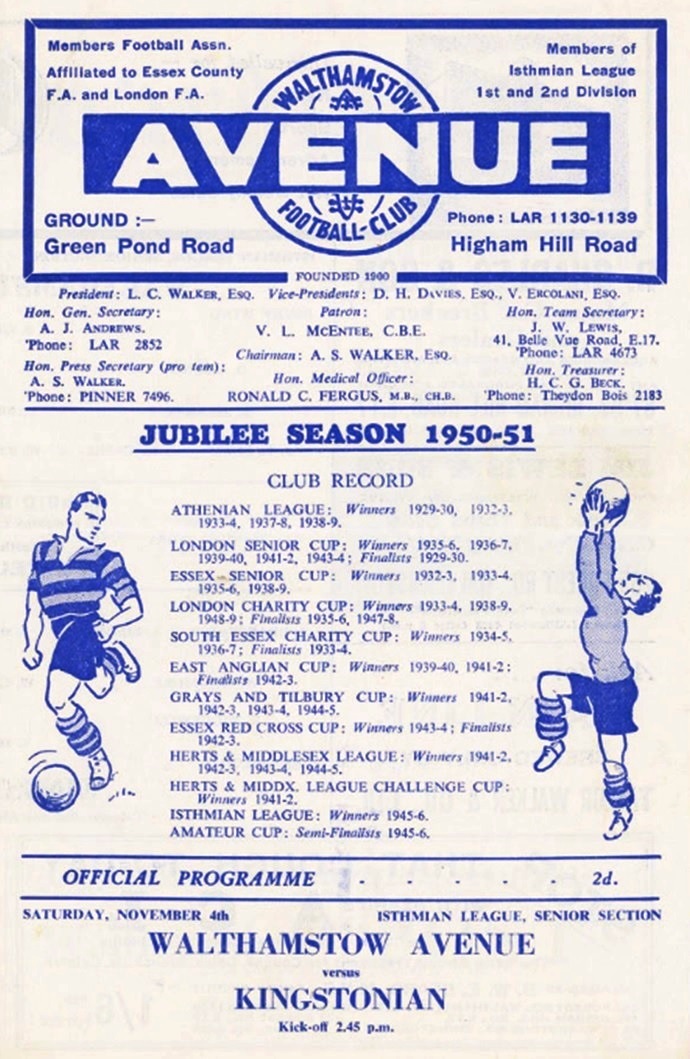 Members Football Assn.
Affiliated to Essex County
F.A. and London F.A.
Members of
Isthmian League
1st and 2nd Division
WALTHAMSTOW
AVENUE
FOOTBALL-CLUB
GROUND :—
Green Pond Road
Phone: LAR 1130-1139
Higham Hill Road
FOUNDED 1900
President: L. C. WALKER, ESQ. Vice-Presidents: D. H. DAVIES, ESQ., V. ERCOLANI, ESQ.
Hon. Gen. Secretary:
A. J. ANDREWS.
'Phone: LAR 2852
Hon. Press Secretary (pro tem):
A. S. WALKER.
'Phone: PINNER 7496.
Patron:
V. L. MCENTEE, C.B.E.
Chairman: A. S. WALKER, ESQ.
Hon. Medical Officer:
RONALD C. FERGUS, M.B., CH.B.
Hon. Team Secretary:
J. W. LEWIS,
41, Belle Vue Road, E.17.
'Phone: LAR 4673
Hon. Treasurer:
H. C. G. BECK.
'Phone: Theydon Bois 2183
JUBILEE SEASON 1950-51
CLUB RECORD
ATHENIAN LEAGUE: Winners 1929-30, 1932-3,
1933-4, 1937-8, 1938-9.
LONDON SENIOR CUP: Winners 1935-6, 1936-7,
1939-40, 1941-2, 1943-4; Finalists 1929-30.
ESSEX SENIOR CUP: Winners 1932-3, 1933-4,
1935-6, 1938-9.
LONDON CHARITY CUP: Winners 1933-4, 1938-9.
1948-9; Finalists 1935-6, 1947-8.
SOUTH ESSEX CHARITY CUP: Winners 1934-5,
1936-7; Finalists 1933-4.
EAST ANGLIAN CUP: Winners 1939-40, 1941-2;
Finalists 1942-3.
GRAYS AND TILBURY CUP: Winners 1941-2,
1942-3, 1943-4, 1944-5.
ESSEX RED CROSS CUP: Winners 1943-4; Finalists
1942-3.
HERTS & MIDDLESEX LEAGUE: Winners 1941-2,
1942-3, 1943-4, 1944-5.
HERTS & MIDDX. LEAGUE CHALLENGE CUP:
Winners 1941-2.
ISTHMIAN LEAGUE: Winners 1945-6.
AMATEUR CUP: Semi-Finalists 1945-6.
OFFICIAL PROGRAMME - - - - - 2d.
SATURDAY, NOVEMBER 4th
ISTHMIAN LEAGUE, SENIOR SECTION
WALTHAMSTOW AVENUE
versus
KINGSTONIAN
Kick-off 2.45 p.m.